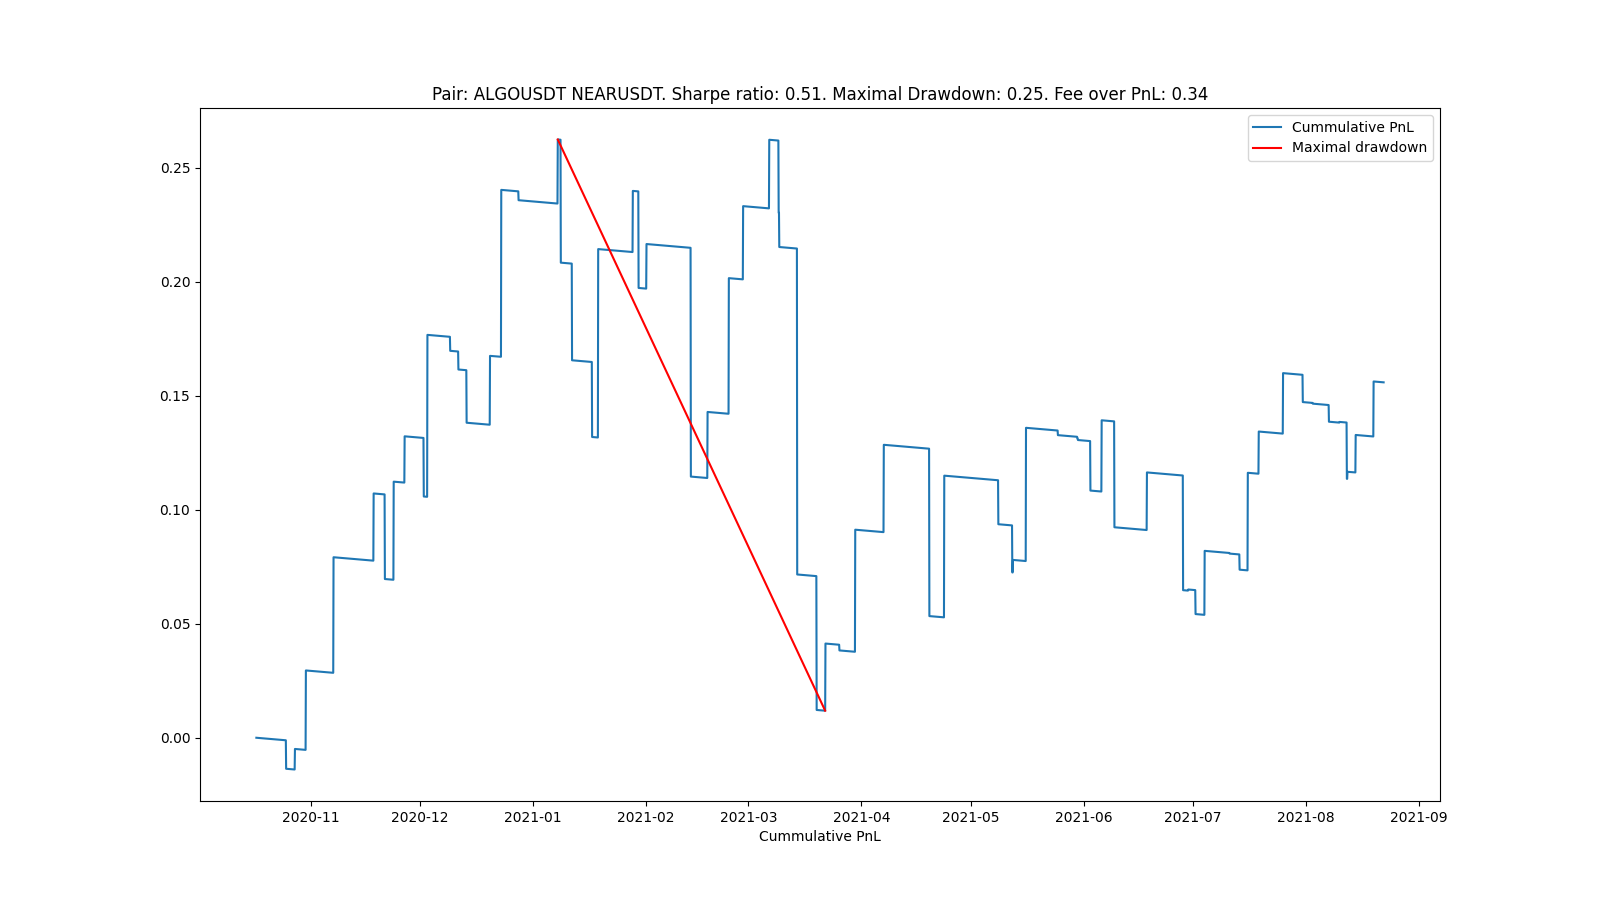 Pair: ALGOUSDT NEARUSDT. Sharpe ratio: 0.51. Maximal Drawdown: 0.25. Fee over PnL: 0.34
Cummulative PnL
Maximal drawdown
0.25
0.20
0.15
0.10
0.05
0.00
2020-11 2020-12 2021-01 2021-02 2021-03 2021-04 2021-05 2021-06 2021-07 2021-08 2021-09
Cummulative PnL